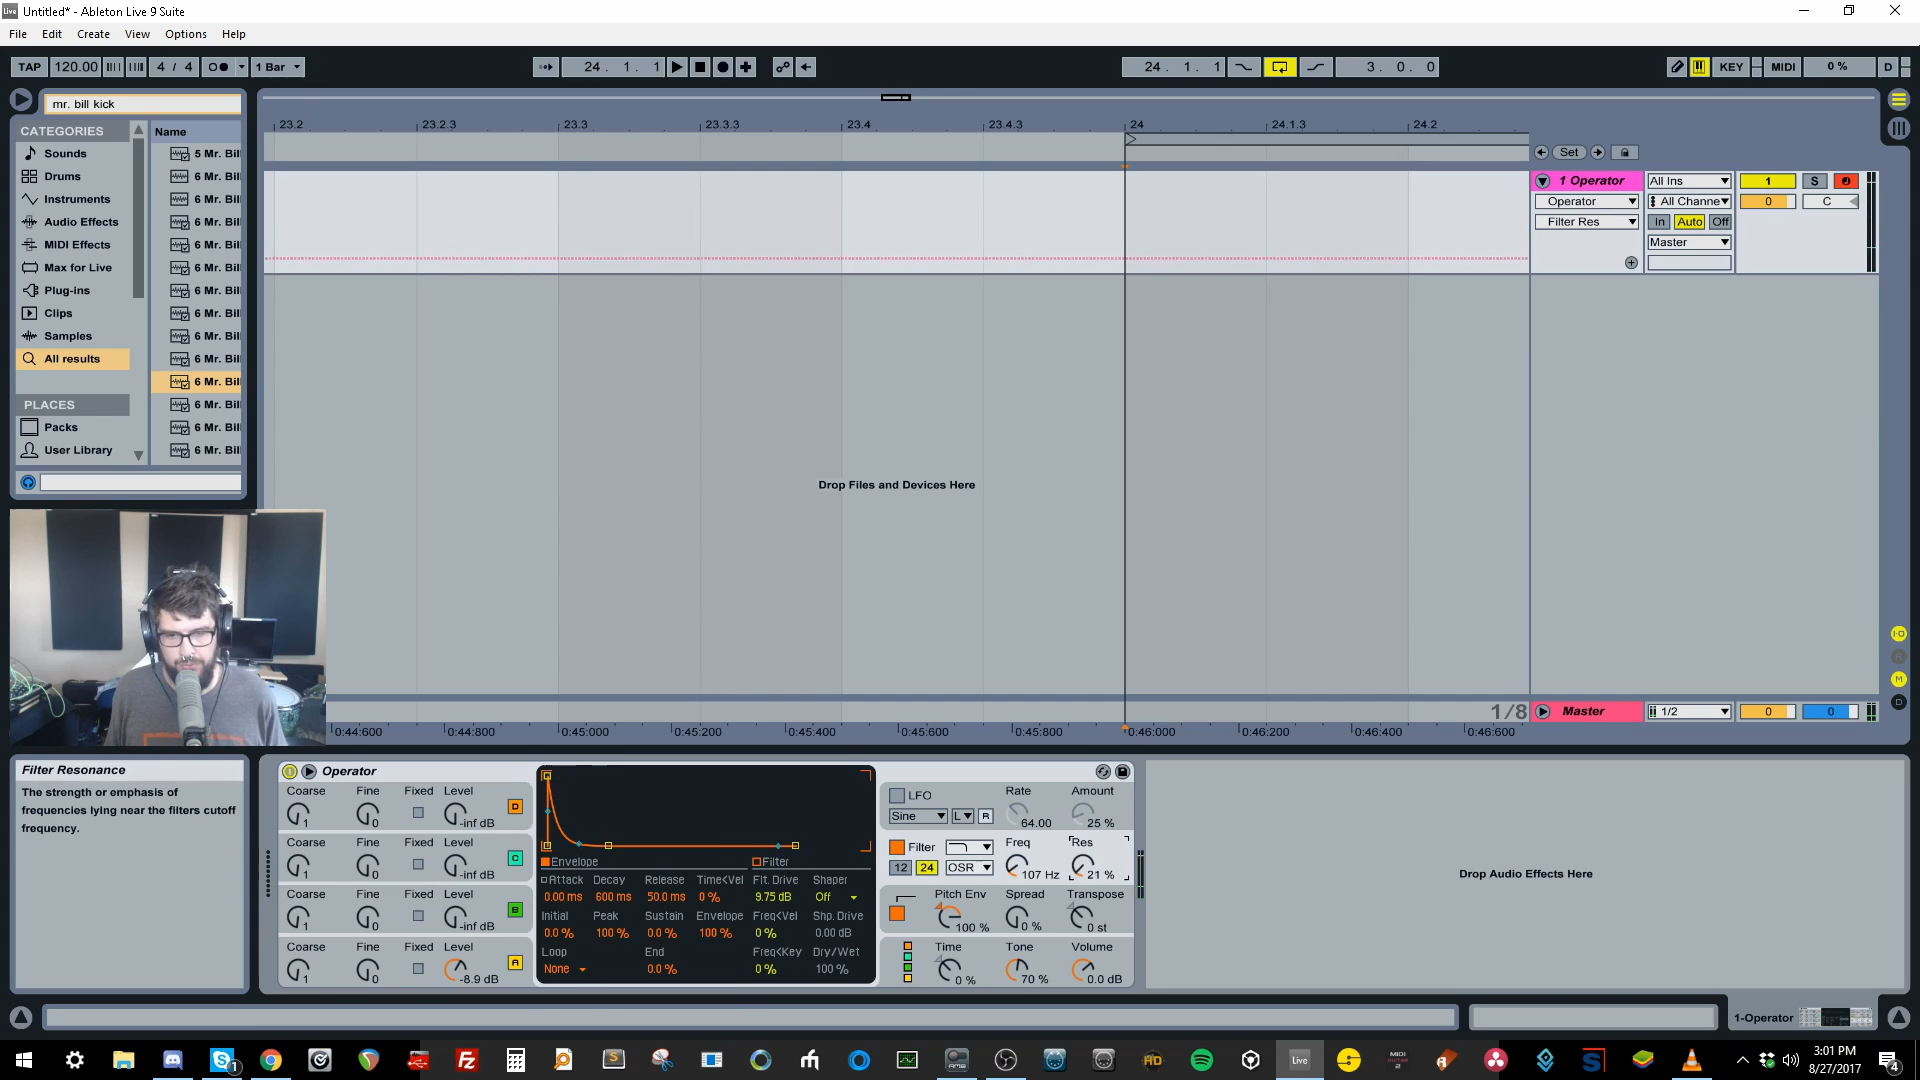 Untitled* - Ableton Live 9 Suite
File Edit Create View Options Help
TAP 120.00 4 / 4 1 Bar 24. 1. 1 24. 1. 1 3. 0. 0 KEY MIDI 0 % D
mr. bill kick
CATEGORIES
Sounds
Drums
Instruments
Audio Effects
MIDI Effects
Max for Live
Plug-ins
Clips
Samples
All results
PLACES
Packs
User Library
Name
5 Mr. Bill
6 Mr. Bill
6 Mr. Bill
6 Mr. Bill
6 Mr. Bill
6 Mr. Bill
6 Mr. Bill
6 Mr. Bill
6 Mr. Bill
6 Mr. Bill
6 Mr. Bill
6 Mr. Bill
6 Mr. Bill
6 Mr. Bill
23.2 23.2.3 23.3 23.3.3 23.4 23.4.3 24 24.1.3 24.2
Set
1 Operator All Ins 1 S
Operator All Channe 0 C
Filter Res In Auto Off
Master
Drop Files and Devices Here
1/8 Master 1/2 0 0
0:44:600 0:44:800 0:45:000 0:45:200 0:45:400 0:45:600 0:45:800 0:46:000 0:46:200 0:46:400 0:46:600
Filter Resonance
The strength or emphasis of
frequencies lying near the filters cutoff
frequency.
Operator
Coarse Fine Fixed Level
1 0 -inf dB D
Coarse Fine Fixed Level
1 0 -inf dB C
Coarse Fine Fixed Level
1 0 -inf dB B
Coarse Fine Fixed Level
1 0 -8.9 dB A
Envelope Filter
Attack Decay Release Time<Vel Flt. Drive Shaper
0.00 ms 600 ms 50.0 ms 0 % 9.75 dB Off
Initial Peak Sustain Envelope Freq<Vel Shp. Drive
0.0 % 100 % 0.0 % 100 % 0 % 0.00 dB
Loop End Freq<Key Dry/Wet
None 0.0 % 0 % 100 %
LFO Rate Amount
Sine L R 64.00 25 %
Filter Freq Res
12 24 OSR 107 Hz 21 %
Pitch Env Spread Transpose
100 % 0 % 0 st
Time Tone Volume
0 % 70 % 0.0 dB
Drop Audio Effects Here
1-Operator
Live
3:01 PM
8/27/2017